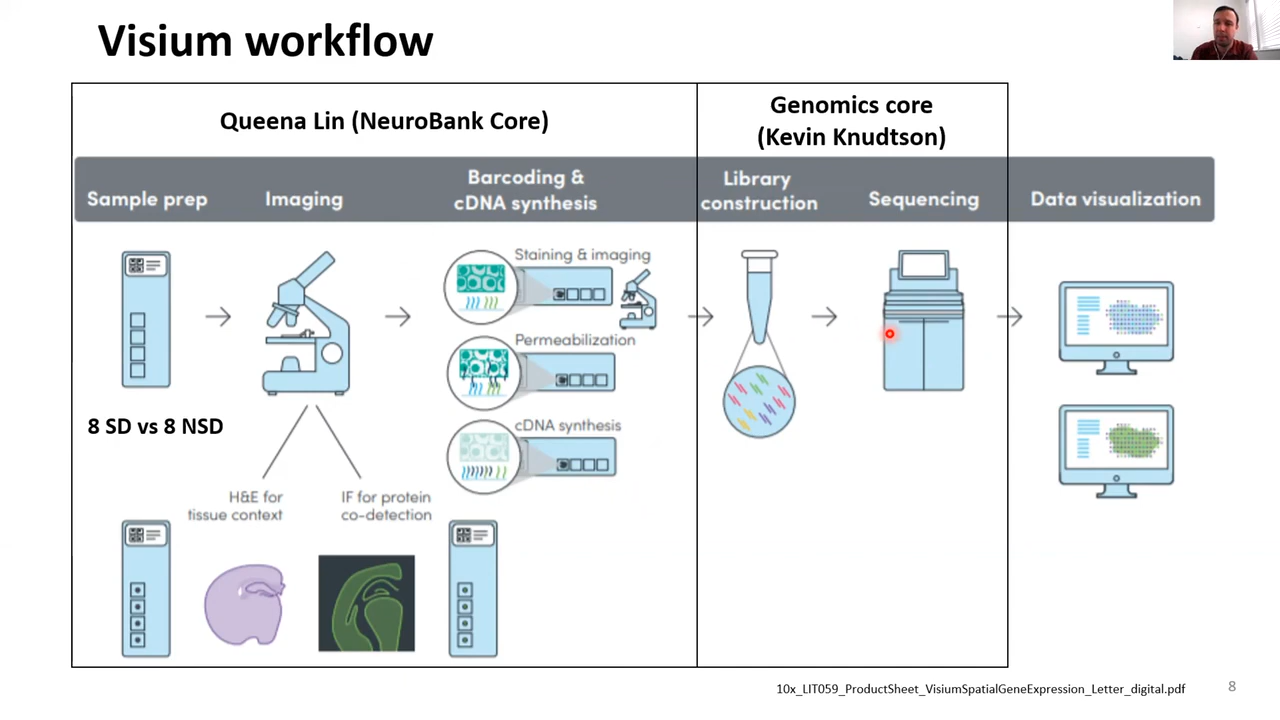 Visium workflow
Queena Lin (NeuroBank Core)
Genomics core
(Kevin Knudtson)
Sample prep
Imaging
Barcoding &
cDNA synthesis
Library
construction
Sequencing
Data visualization
Staining & imaging
Permeabilization
cDNA synthesis
8 SD vs 8 NSD
H&E for
tissue context
IF for protein
co-detection
10x_LIT059_ProductSheet_VisiumSpatialGeneExpression_Letter_digital.pdf
8